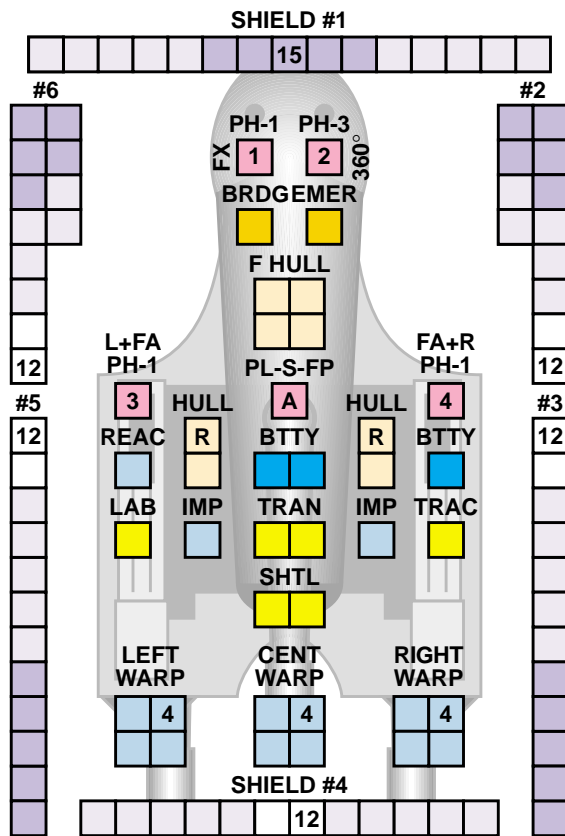 SHIELD #1
15
#6
#2
PH-1 PH-3
FX 1 2 360°
BRDG EMER
F HULL
L+FA FA+R
PH-1 PL-S-FP PH-1
12 12
#5 3 A 4 #3
12 HULL HULL 12
REAC R BTTY R BTTY
LAB IMP TRAN IMP TRAC
SHTL
LEFT CENT RIGHT
WARP WARP WARP
4 4 4
SHIELD #4
12